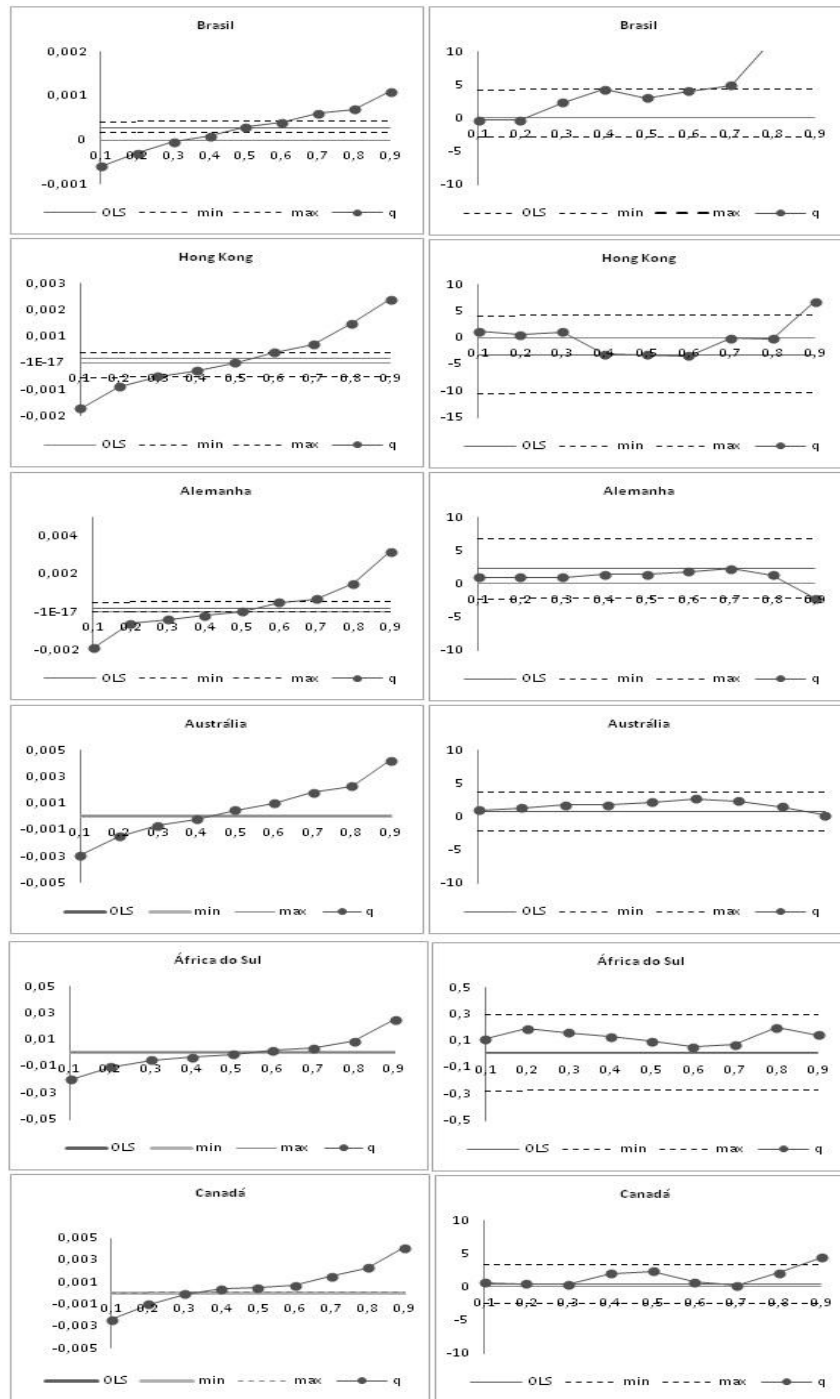 Brasil
0,002
0,001
0
-0,001
0,1 0,2 0,3 0,4 0,5 0,6 0,7 0,8 0,9
OLS min max q
Brasil
10
5
0
-5
-10
0,1 0,2 0,3 0,4 0,5 0,6 0,7 0,8 0,9
OLS min max q
Hong Kong
0,003
0,002
0,001
-1E-17
-0,001
-0,002
0,1 0,2 0,3 0,4 0,5 0,6 0,7 0,8 0,9
OLS min max q
Hong Kong
10
5
0
-5
-10
-15
0,1 0,2 0,3 0,4 0,5 0,6 0,7 0,8 0,9
OLS min max q
Alemanha
0,004
0,002
-1E-17
-0,002
0,1 0,2 0,3 0,4 0,5 0,6 0,7 0,8 0,9
OLS min max q
Alemanha
10
5
0
-5
-10
0,1 0,2 0,3 0,4 0,5 0,6 0,7 0,8 0,9
OLS min max q
Austrália
0,005
0,003
0,001
-0,001
-0,003
-0,005
0,1 0,2 0,3 0,4 0,5 0,6 0,7 0,8 0,9
OLS min max q
Austrália
10
5
0
-5
-10
0,1 0,2 0,3 0,4 0,5 0,6 0,7 0,8 0,9
OLS min max q
África do Sul
0,05
0,03
0,01
-0,01
-0,03
-0,05
0,1 0,2 0,3 0,4 0,5 0,6 0,7 0,8 0,9
OLS min max q
África do Sul
0,5
0,3
0,1
-0,1
-0,3
-0,5
0,1 0,2 0,3 0,4 0,5 0,6 0,7 0,8 0,9
OLS min max q
Canadá
0,005
0,003
0,001
-0,001
-0,003
-0,005
0,1 0,2 0,3 0,4 0,5 0,6 0,7 0,8 0,9
OLS min max q
Canadá
10
5
0
-5
-10
0,1 0,2 0,3 0,4 0,5 0,6 0,7 0,8 0,9
OLS min max q